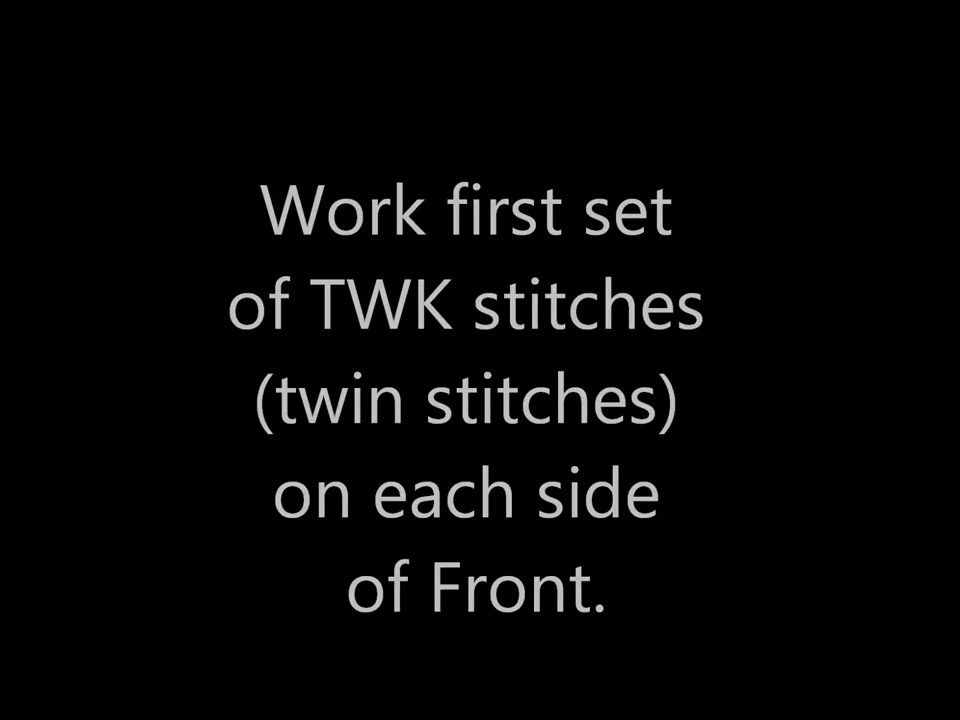 Work first set
of TWK stitches
(twin stitches)
on each side
of Front.